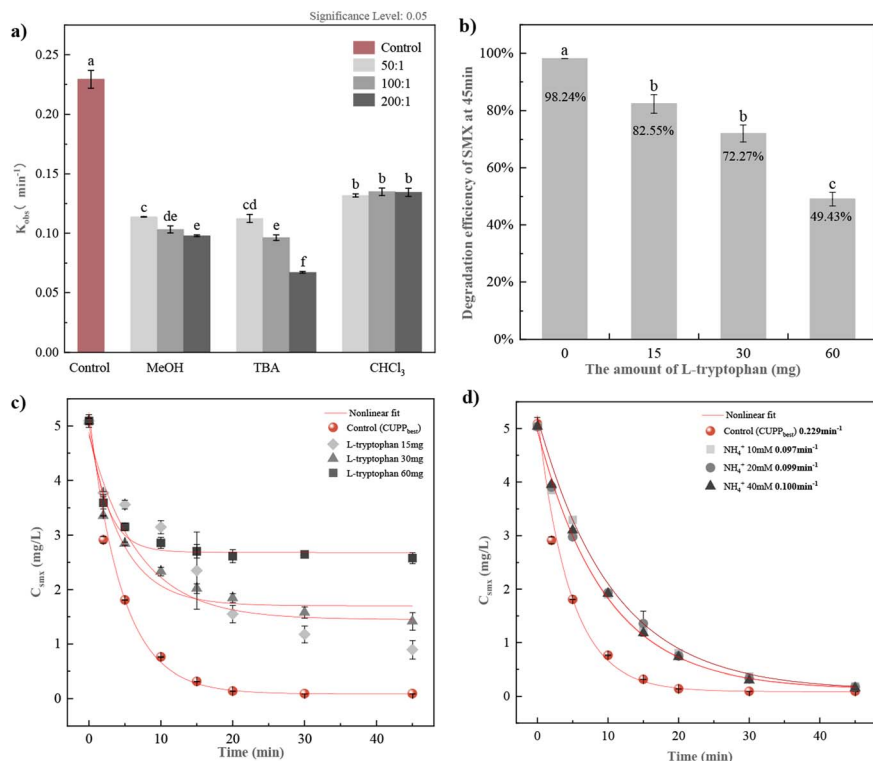 Significance Level: 0.05
a)
Control
50:1
100:1
200:1
a
c
de
e
cd
e
f
b
b
b
0.25
0.20
0.15
0.10
0.05
0.00
K_obs( min⁻¹)
Control
MeOH
TBA
CHCl₃
b)
100%
80%
60%
40%
20%
0%
Degradation efficiency of SMX at 45min
a
98.24%
b
82.55%
b
72.27%
c
49.43%
0
15
30
60
The amount of L-tryptophan (mg)
c)
Nonlinear fit
Control (CUPP_best)
L-tryptophan 15mg
L-tryptophan 30mg
L-tryptophan 60mg
6
5
4
3
2
1
0
C_smx (mg/L)
0
10
20
30
40
Time (min)
d)
Nonlinear fit
Control (CUPP_best) 0.229min⁻¹
NH₄⁺ 10mM 0.097min⁻¹
NH₄⁺ 20mM 0.099min⁻¹
NH₄⁺ 40mM 0.100min⁻¹
6
5
4
3
2
1
0
C_smx (mg/L)
0
10
20
30
40
Time (min)